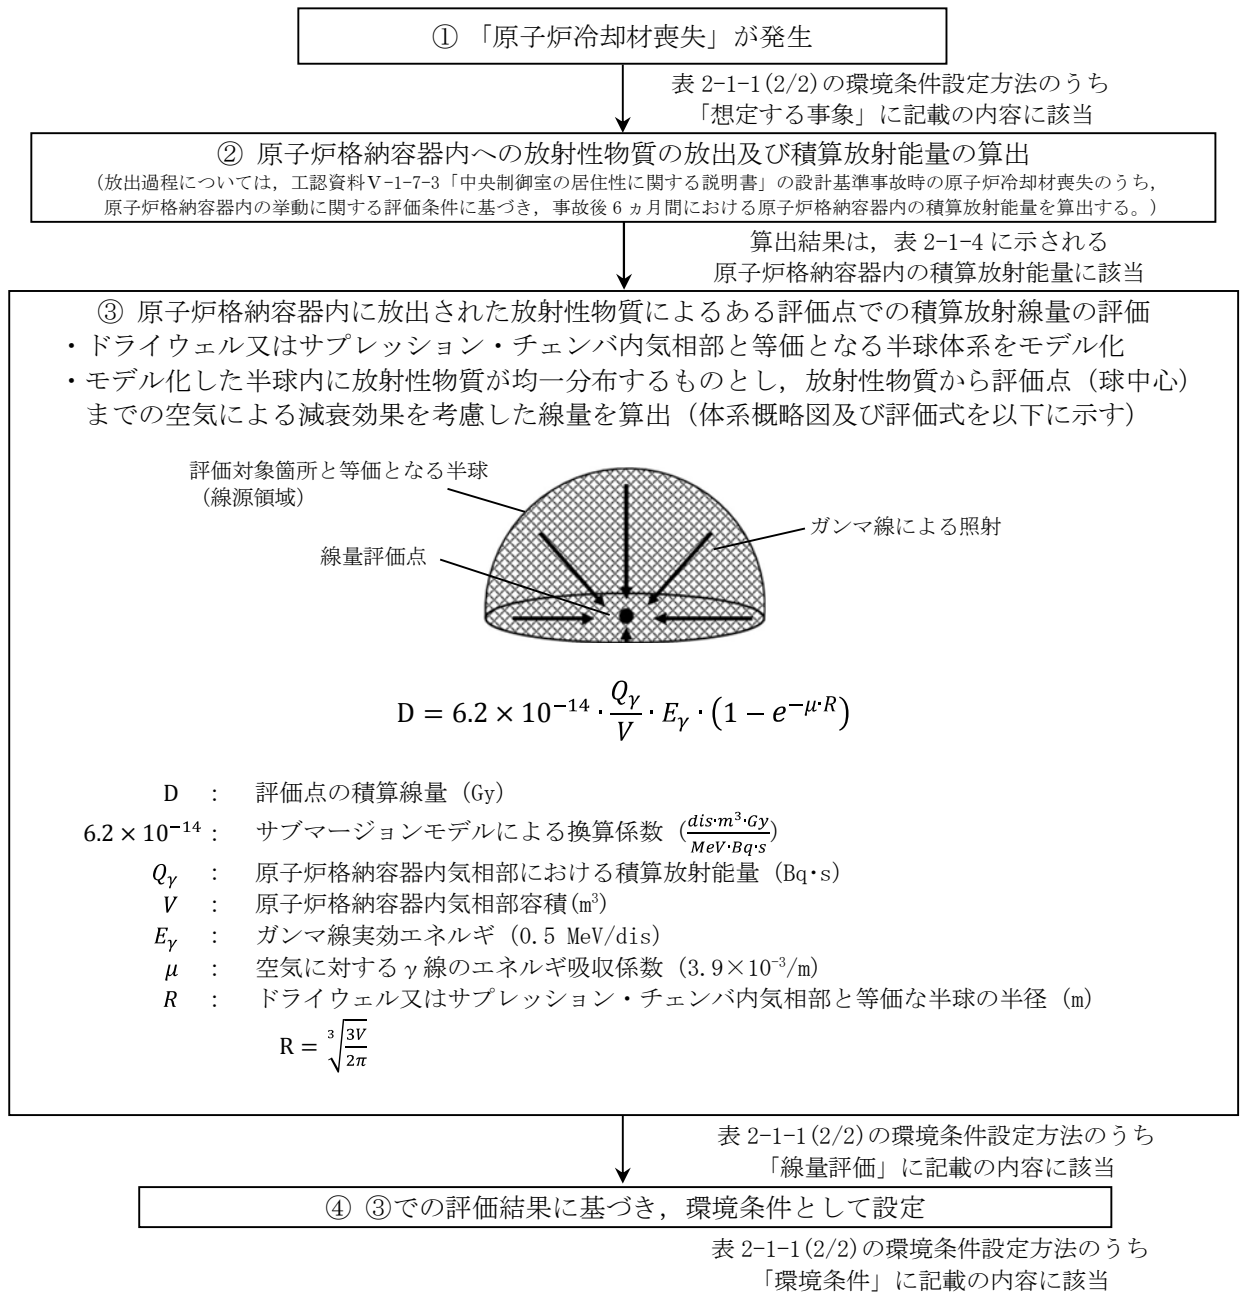 ① 「原子炉冷却材喪失」が発生
表 2-1-1(2/2)の環境条件設定方法のうち
「想定する事象」に記載の内容に該当
② 原子炉格納容器内への放射性物質の放出及び積算放射能量の算出
(放出過程については，工認資料Ⅴ-1-7-3「中央制御室の居住性に関する説明書」の設計基準事故時の原子炉冷却材喪失のうち，
原子炉格納容器内の挙動に関する評価条件に基づき，事故後 6 ヵ月間における原子炉格納容器内の積算放射能量を算出する。)
算出結果は，表 2-1-4 に示される
原子炉格納容器内の積算放射能量に該当
③ 原子炉格納容器内に放出された放射性物質によるある評価点での積算放射線量の評価
・ドライウェル又はサプレッション・チェンバ内気相部と等価となる半球体系をモデル化
・モデル化した半球内に放射性物質が均一分布するものとし，放射性物質から評価点（球中心）
までの空気による減衰効果を考慮した線量を算出（体系概略図及び評価式を以下に示す）
評価対象箇所と等価となる半球
（線源領域）
ガンマ線による照射
線量評価点
D = 6.2 × 10⁻¹⁴ · Q_γ/V · E_γ · (1 − e^(−μ·R))
D : 評価点の積算線量 (Gy)
6.2 × 10⁻¹⁴ : サブマージョンモデルによる換算係数 (dis·m³·Gy/MeV·Bq·s)
Q_γ : 原子炉格納容器内気相部における積算放射能量 (Bq・s)
V : 原子炉格納容器内気相部容積(m³)
E_γ : ガンマ線実効エネルギ (0.5 MeV/dis)
μ : 空気に対するγ線のエネルギ吸収係数 (3.9×10⁻³/m)
R : ドライウェル又はサプレッション・チェンバ内気相部と等価な半球の半径 (m)
R = ³√(3V/2π)
表 2-1-1(2/2)の環境条件設定方法のうち
「線量評価」に記載の内容に該当
④ ③での評価結果に基づき，環境条件として設定
表 2-1-1(2/2)の環境条件設定方法のうち
「環境条件」に記載の内容に該当